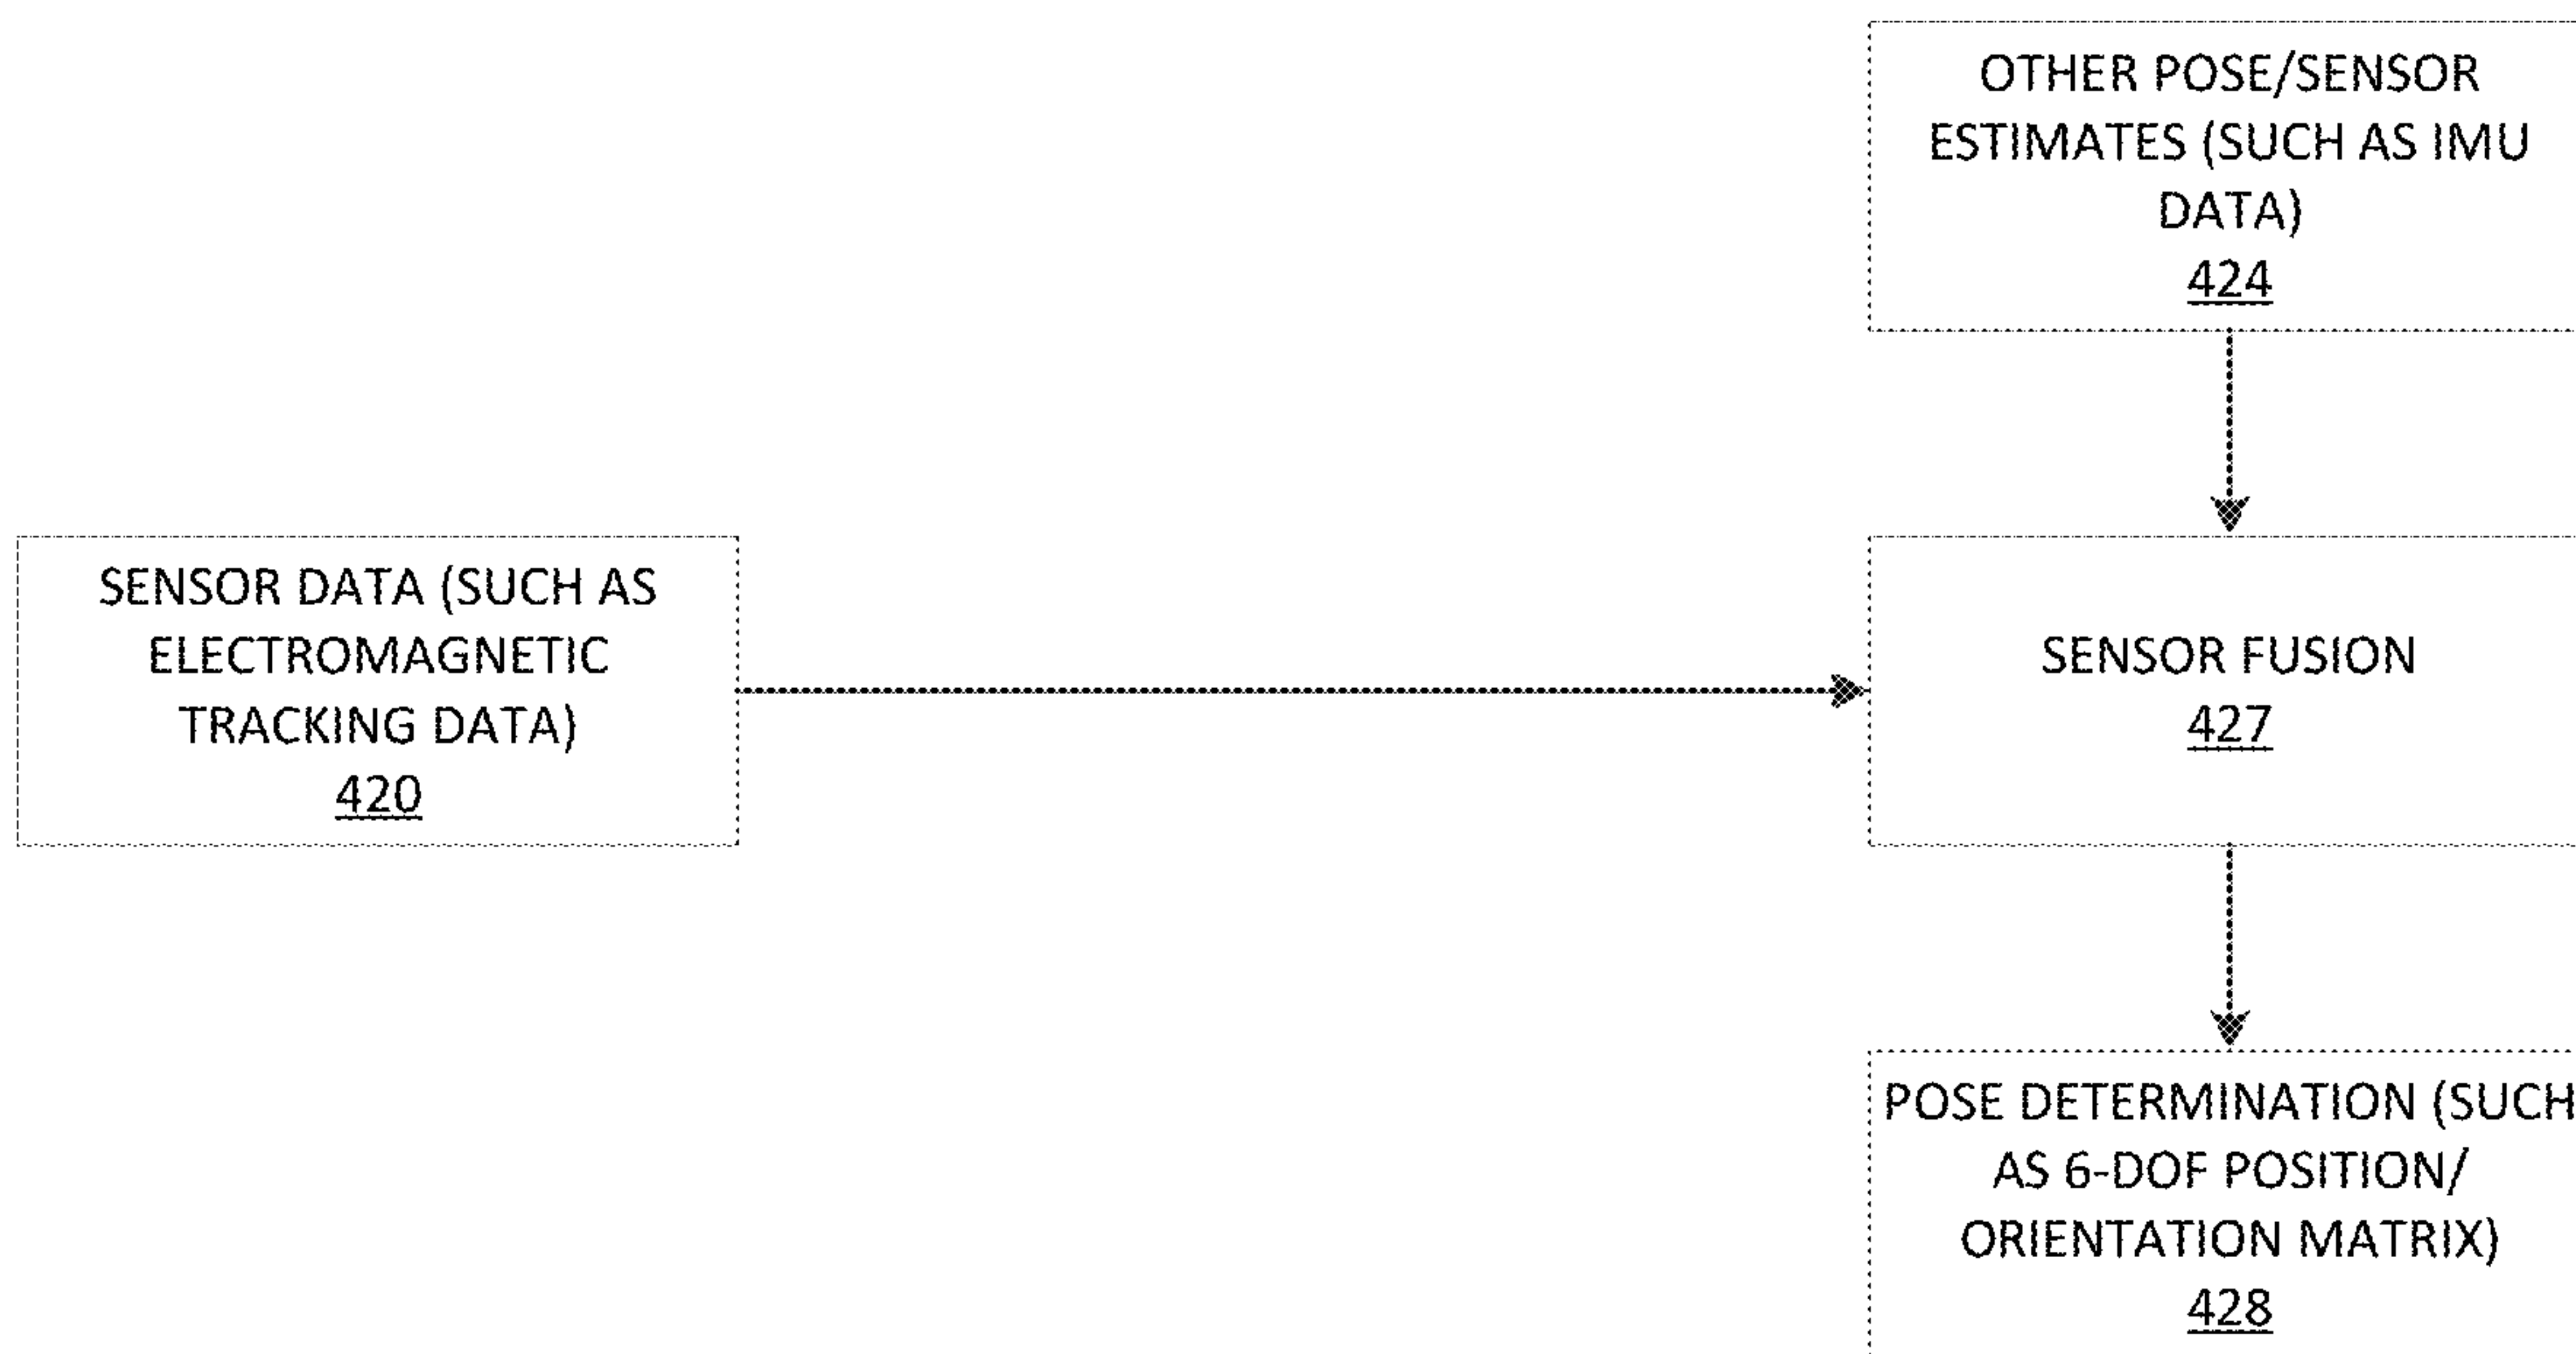 OTHER POSE/SENSOR
ESTIMATES (SUCH AS IMU
DATA)
424
SENSOR DATA (SUCH AS
ELECTROMAGNETIC
TRACKING DATA)
420
SENSOR FUSION
427
POSE DETERMINATION (SUCH
AS 6-DOF POSITION/
ORIENTATION MATRIX)
428